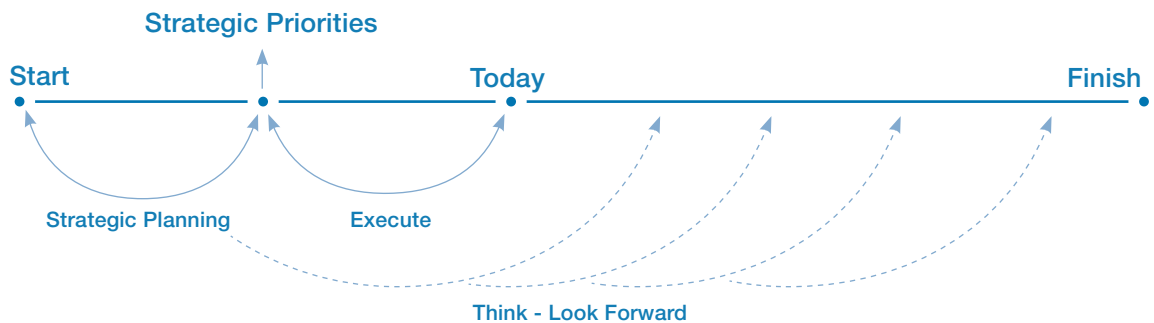 Strategic Priorities
Start
Today
Finish
Strategic Planning
Execute
Think - Look Forward